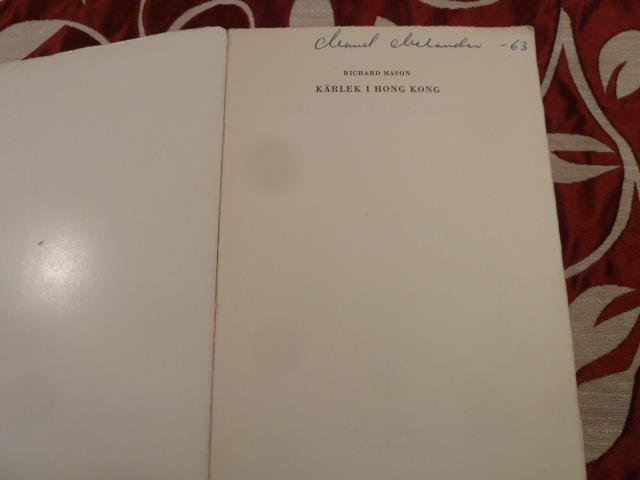 Maud Melander -63
RICHARD MASON
KÄRLEK I HONG KONG